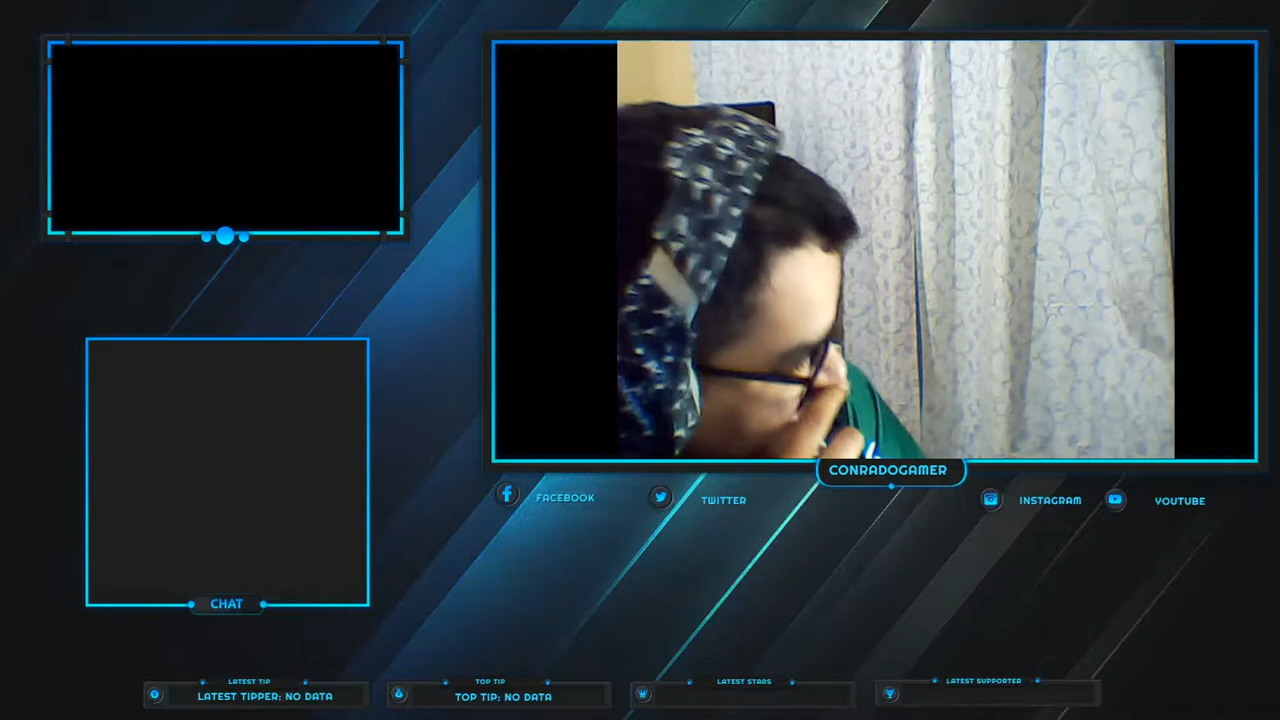 CONRADOGAMER
FACEBOOK
TWITTER
INSTAGRAM
YOUTUBE
CHAT
LATEST TIP
LATEST TIPPER: NO DATA
TOP TIP
TOP TIP: NO DATA
LATEST STARS
LATEST SUPPORTER